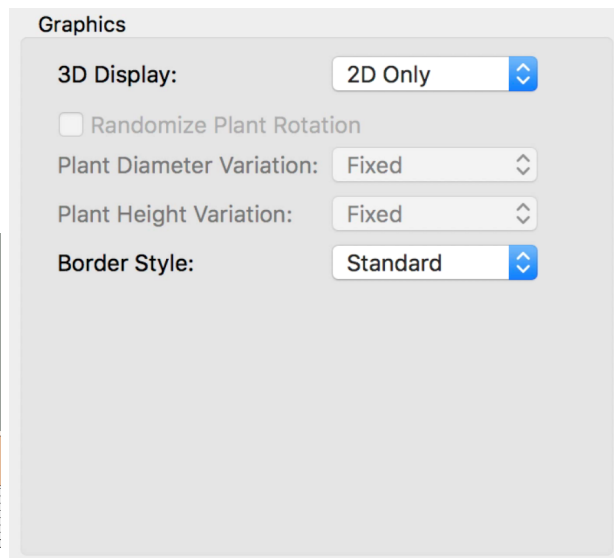 Graphics
3D Display: 2D Only
Randomize Plant Rotation
Plant Diameter Variation: Fixed
Plant Height Variation: Fixed
Border Style: Standard